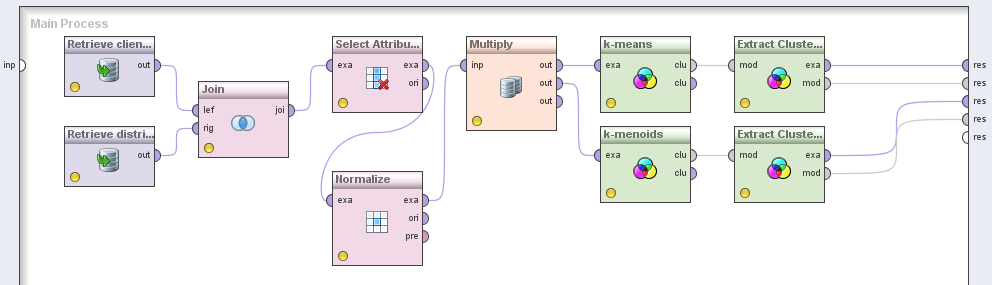 Main Process
inp
Retrieve clien...
out
Retrieve distri...
out
Join
lef
rig
joi
Select Attribu...
exa
exa
ori
Normalize
exa
exa
ori
pre
Multiply
inp
out
out
out
k-means
exa
clu
clu
k-menoids
exa
clu
clu
Extract Cluste...
mod
exa
mod
Extract Cluste...
mod
exa
mod
res
res
res
res
res